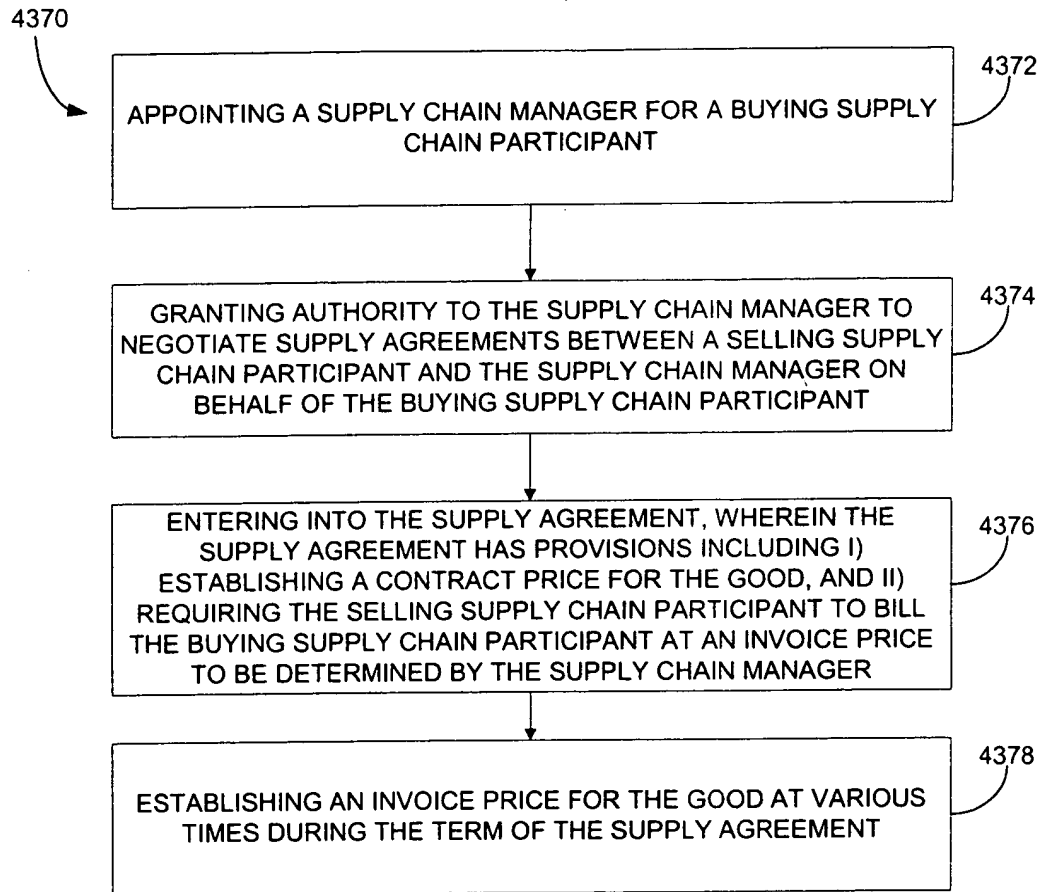 4370
4372
APPOINTING A SUPPLY CHAIN MANAGER FOR A BUYING SUPPLY
CHAIN PARTICIPANT
4374
GRANTING AUTHORITY TO THE SUPPLY CHAIN MANAGER TO
NEGOTIATE SUPPLY AGREEMENTS BETWEEN A SELLING SUPPLY
CHAIN PARTICIPANT AND THE SUPPLY CHAIN MANAGER ON
BEHALF OF THE BUYING SUPPLY CHAIN PARTICIPANT
4376
ENTERING INTO THE SUPPLY AGREEMENT, WHEREIN THE
SUPPLY AGREEMENT HAS PROVISIONS INCLUDING I)
ESTABLISHING A CONTRACT PRICE FOR THE GOOD, AND II)
REQUIRING THE SELLING SUPPLY CHAIN PARTICIPANT TO BILL
THE BUYING SUPPLY CHAIN PARTICIPANT AT AN INVOICE PRICE
TO BE DETERMINED BY THE SUPPLY CHAIN MANAGER
4378
ESTABLISHING AN INVOICE PRICE FOR THE GOOD AT VARIOUS
TIMES DURING THE TERM OF THE SUPPLY AGREEMENT